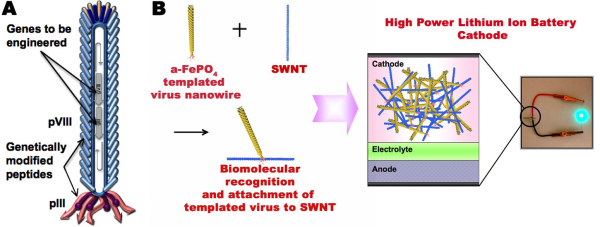 A
Genes to be
engineered
pVIII
Genetically
modified
peptides
pIII
B
+
a-FePO4
templated
virus nanowire
SWNT
Biomolecular
recognition
and attachment of
templated virus to SWNT
High Power Lithium Ion Battery
Cathode
Cathode
Electrolyte
Anode